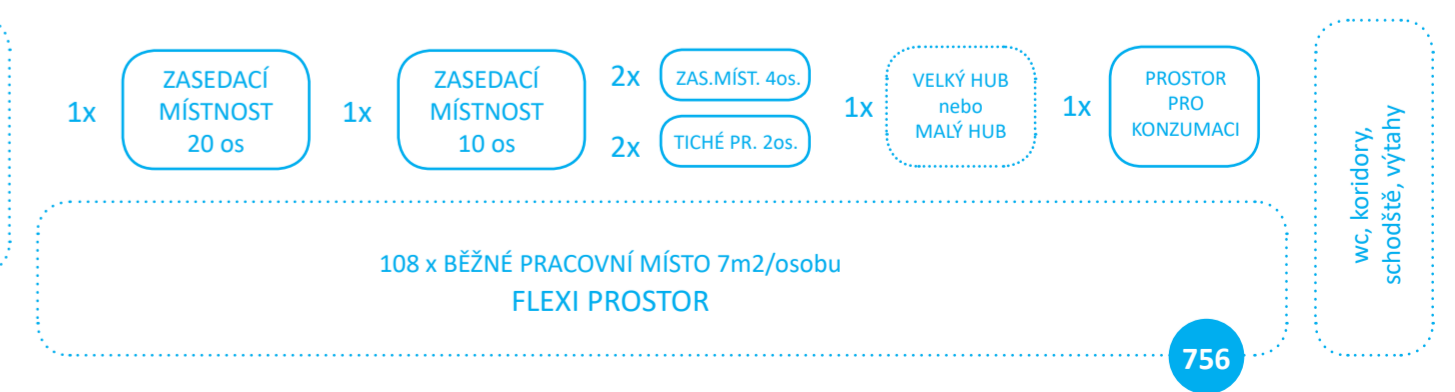 1x
ZASEDACÍ
MÍSTNOST
20 os
1x
ZASEDACÍ
MÍSTNOST
10 os
2x
ZAS.MÍST. 4os.
2x
TICHÉ PR. 2os.
1x
VELKÝ HUB
nebo
MALÝ HUB
1x
PROSTOR
PRO
KONZUMACI
wc, koridory,
schodště, výtahy
108 x BĚŽNÉ PRACOVNÍ MÍSTO 7m2/osobu
FLEXI PROSTOR
756